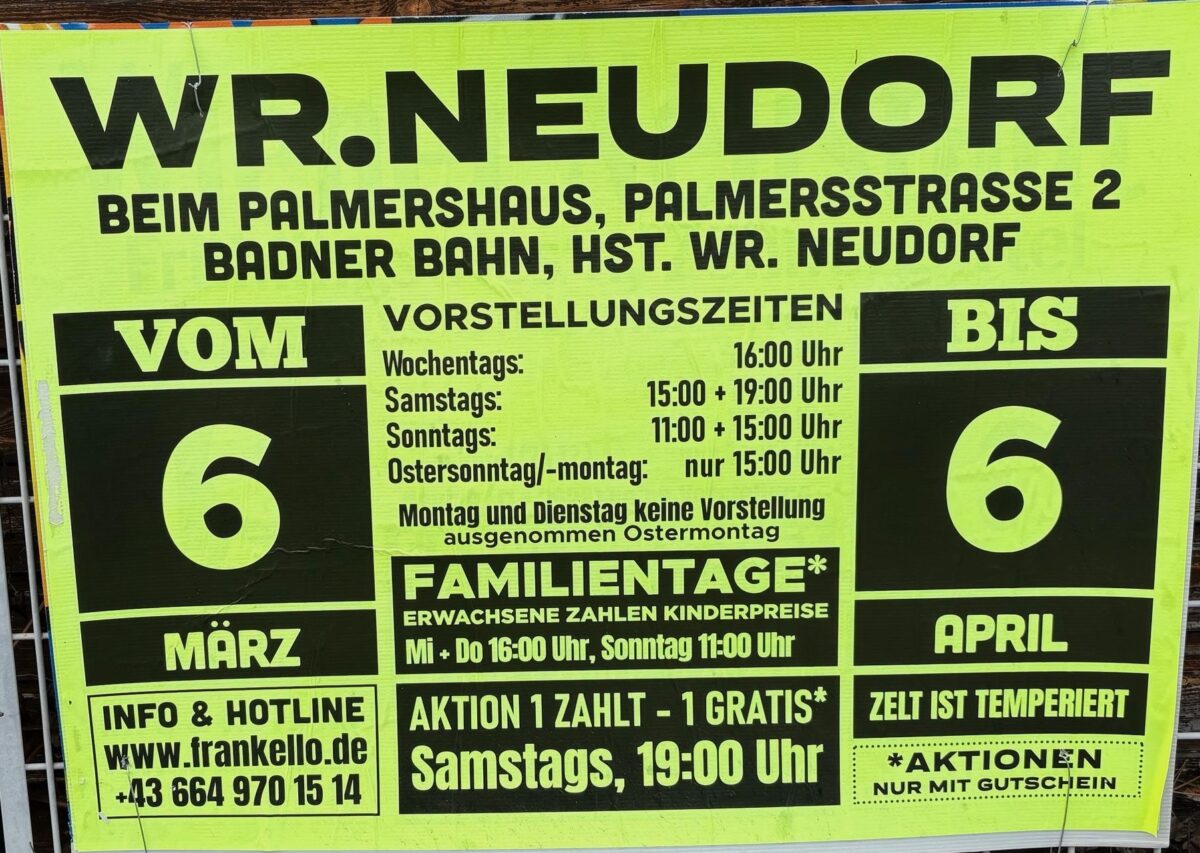 WR.NEUDORF
BEIM PALMERSHAUS, PALMERSSTRASSE 2
BADNER BAHN, HST. WR. NEUDORF
VOM
6
MÄRZ
INFO & HOTLINE
www.frankello.de
+43 664 970 15 14
VORSTELLUNGSZEITEN
Wochentags: 16:00 Uhr
Samstags: 15:00 + 19:00 Uhr
Sonntags: 11:00 + 15:00 Uhr
Ostersonntag/-montag: nur 15:00 Uhr
Montag und Dienstag keine Vorstellung
ausgenommen Ostermontag
FAMILIENTAGE*
ERWACHSENE ZAHLEN KINDERPREISE
Mi + Do 16:00 Uhr, Sonntag 11:00 Uhr
AKTION 1 ZAHLT - 1 GRATIS*
Samstags, 19:00 Uhr
BIS
6
APRIL
ZELT IST TEMPERIERT
*AKTIONEN
NUR MIT GUTSCHEIN